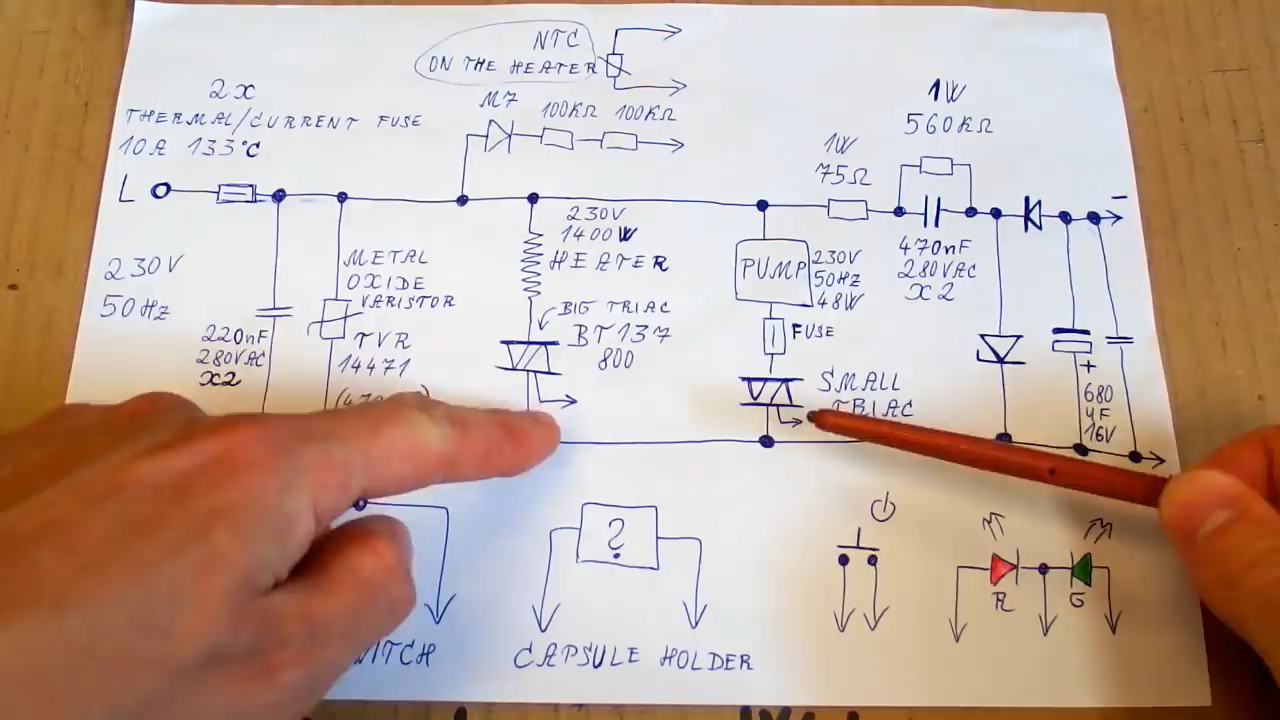 NTC
ON THE HEATER
2x
THERMAL/CURRENT FUSE
10A 133°C
M7
100KΩ
100KΩ
1W
560KΩ
1W
75Ω
L
-
230V
50Hz
220nF
280VAC
X2
METAL
OXIDE
VARISTOR
TVR
14471
230V
1400W
HEATER
BIG TRIAC
BT137
800
PUMP
230V
50Hz
48W
FUSE
SMALL
TRIAC
470nF
280VAC
X2
+
680
µF
16V
?
CAPSULE HOLDER
R
G